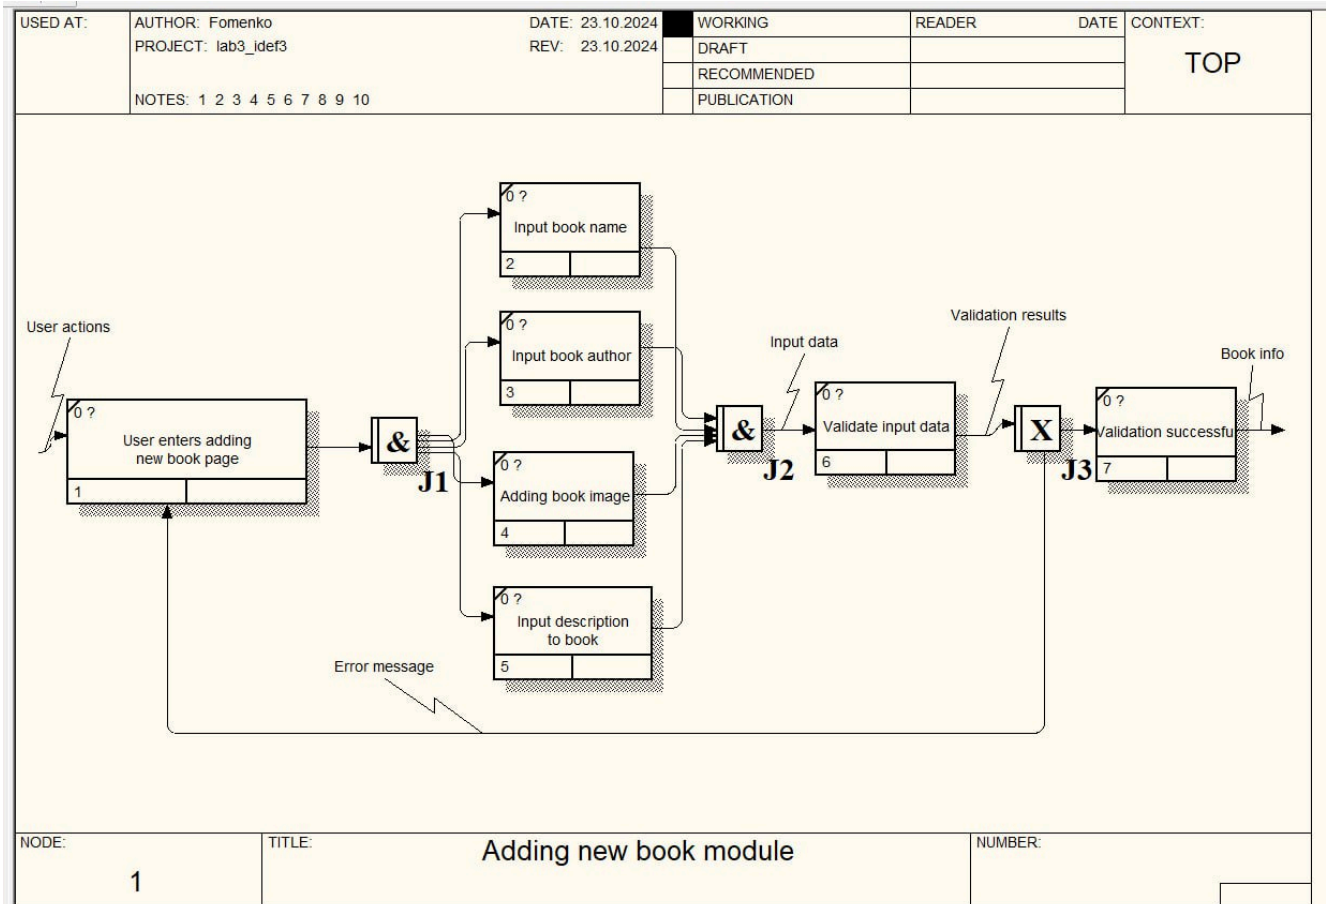 USED AT:
AUTHOR: Fomenko
DATE: 23.10.2024
WORKING
READER
DATE
CONTEXT:
PROJECT: lab3_idef3
REV: 23.10.2024
DRAFT
TOP
RECOMMENDED
NOTES: 1 2 3 4 5 6 7 8 9 10
PUBLICATION
0 ?
Input book name
2
User actions
0 ?
Input book author
3
Input data
Validation results
Book info
0 ?
User enters adding
new book page
1
&
J1
&
J2
0 ?
Validate input data
6
X
J3
0 ?
Validation successfu
7
0 ?
Adding book image
4
0 ?
Input description
to book
5
Error message
NODE:
1
TITLE:
Adding new book module
NUMBER: